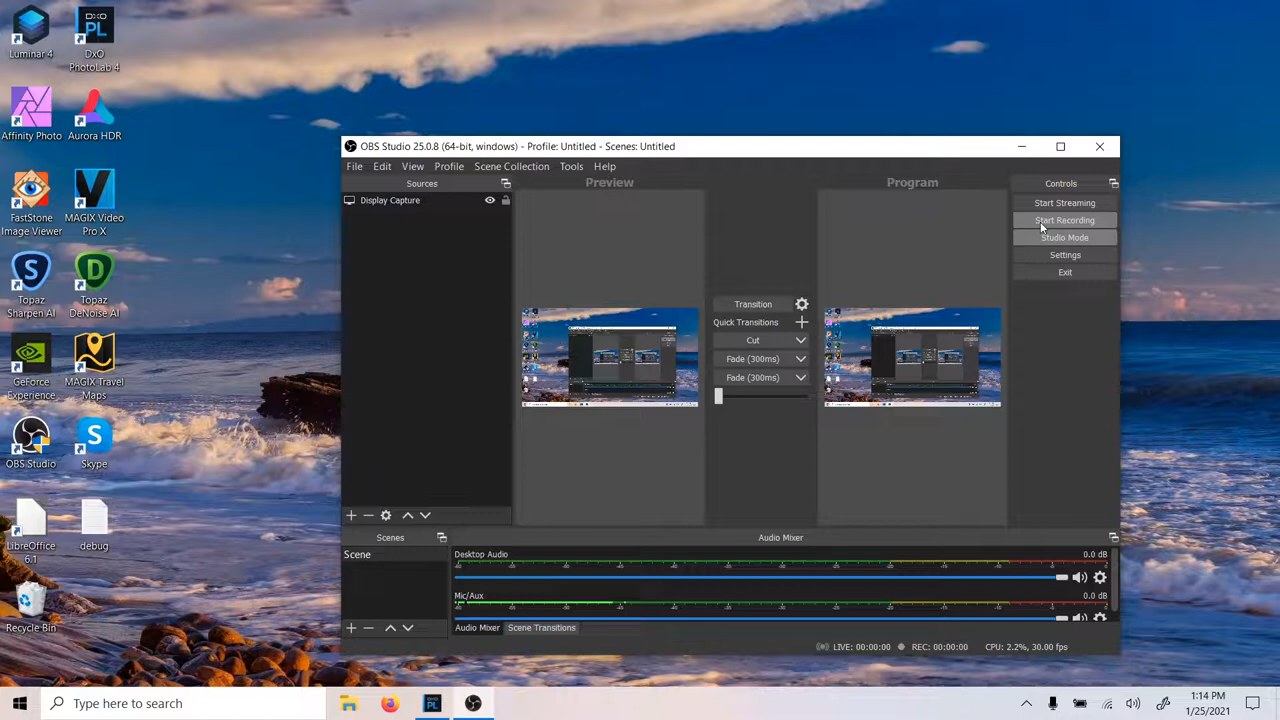 Luminar 4
DXO
PL
DxO
PhotoLab 4
Affinity Photo
Aurora HDR
FastStone
Image Viewer
MAGIX Video
Pro X
Topaz
Sharpen AI
Topaz
DeNoise AI
GeForce
Experience
MAGIX Travel
Maps
OBS Studio
Skype
LibreOffice
6.1
debug
Recycle Bin
OBS Studio 25.0.8 (64-bit, windows) - Profile: Untitled - Scenes: Untitled
File Edit View Profile Scene Collection Tools Help
Sources
Preview
Program
Controls
Display Capture
Start Streaming
Start Recording
Studio Mode
Settings
Exit
Transition
Quick Transitions
Cut
Fade (300ms)
Fade (300ms)
Scenes
Audio Mixer
Scene
Desktop Audio 0.0 dB
Mic/Aux 0.0 dB
Audio Mixer Scene Transitions
LIVE: 00:00:00 REC: 00:00:00 CPU: 2.2%, 30.00 fps
Type here to search
1:14 PM
1/25/2021